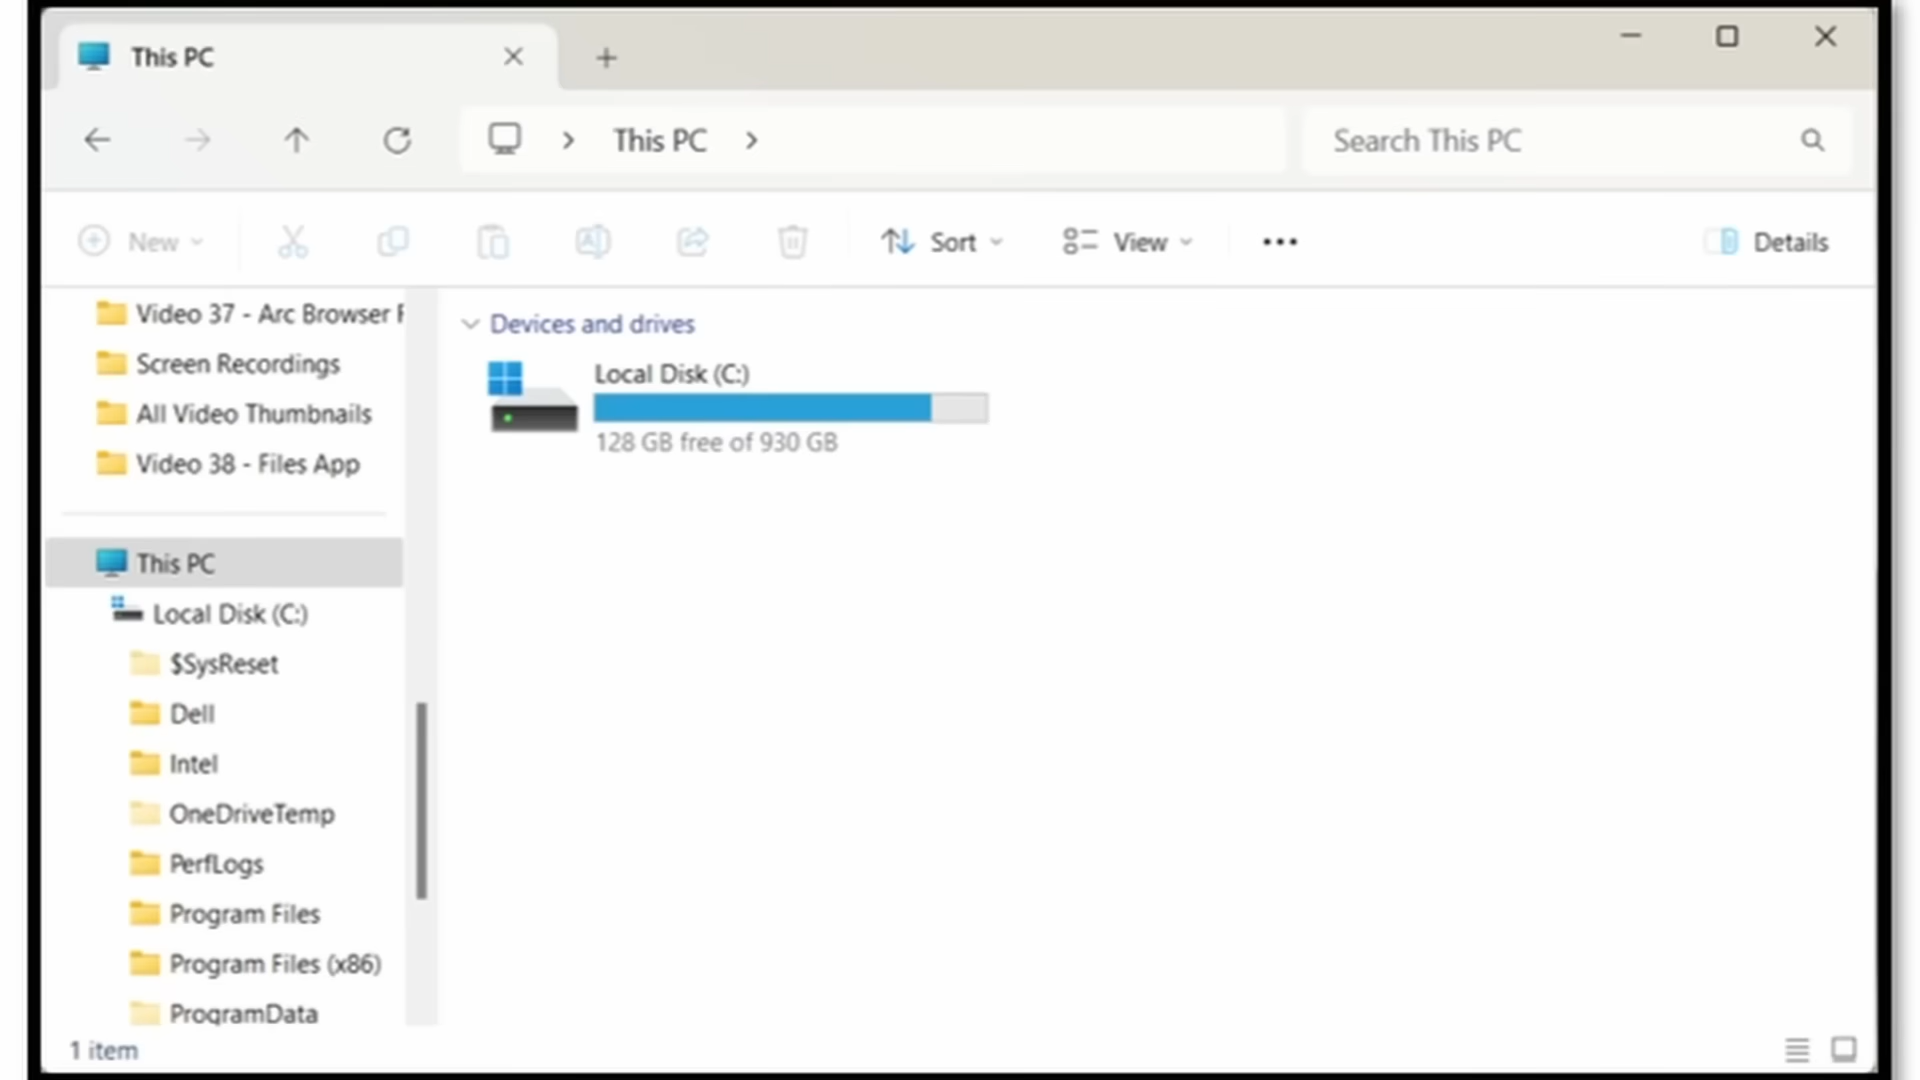 This PC
This PC
Search This PC
New
Sort
View
Details
Video 37 - Arc Browser
Screen Recordings
All Video Thumbnails
Video 38 - Files App
This PC
Local Disk (C:)
$SysReset
Dell
Intel
OneDriveTemp
PerfLogs
Program Files
Program Files (x86)
ProgramData
Devices and drives
Local Disk (C:)
128 GB free of 930 GB
1 item